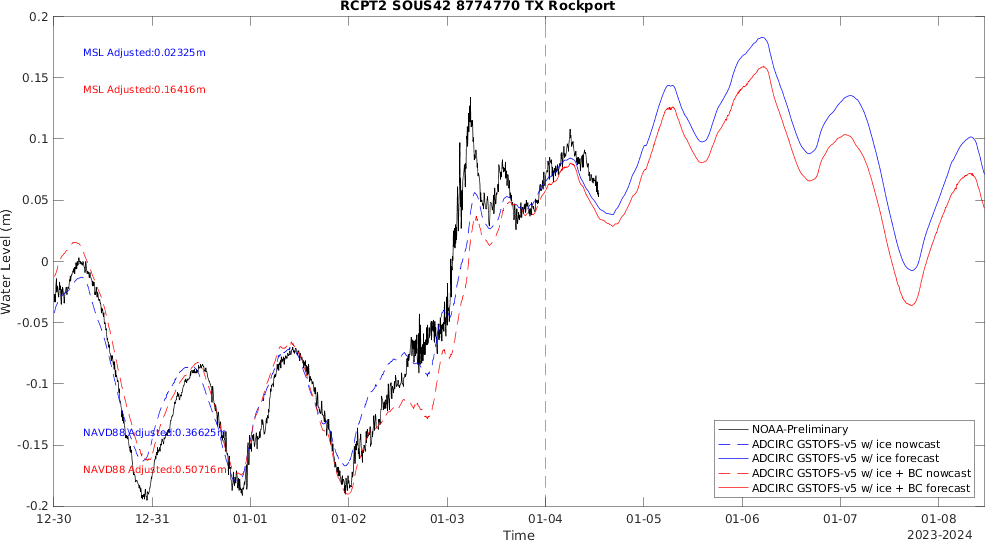 RCPT2 SOUS42 8774770 TX Rockport
0.2
MSL Adjusted:0.02325m
0.15
MSL Adjusted:0.16416m
0.1
0.05
0
-0.05
-0.1
-0.15
-0.2
Water Level (m)
NAVD88 Adjusted:0.36625m
NAVD88 Adjusted:0.50716m
NOAA-Preliminary
ADCIRC GSTOFS-v5 w/ ice nowcast
ADCIRC GSTOFS-v5 w/ ice forecast
ADCIRC GSTOFS-v5 w/ ice + BC nowcast
ADCIRC GSTOFS-v5 w/ ice + BC forecast
12-30 12-31 01-01 01-02 01-03 01-04 01-05 01-06 01-07 01-08
Time
2023-2024